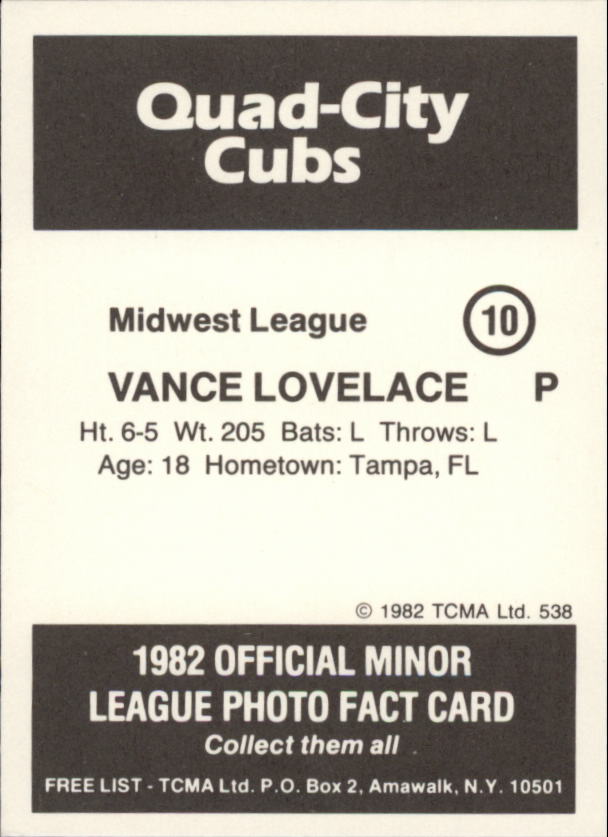 Quad-City
Cubs
Midwest League 10
VANCE LOVELACE P
Ht. 6-5 Wt. 205 Bats: L Throws: L
Age: 18 Hometown: Tampa, FL
© 1982 TCMA Ltd. 538
1982 OFFICIAL MINOR
LEAGUE PHOTO FACT CARD
Collect them all
FREE LIST - TCMA Ltd. P.O. Box 2, Amawalk, N.Y. 10501